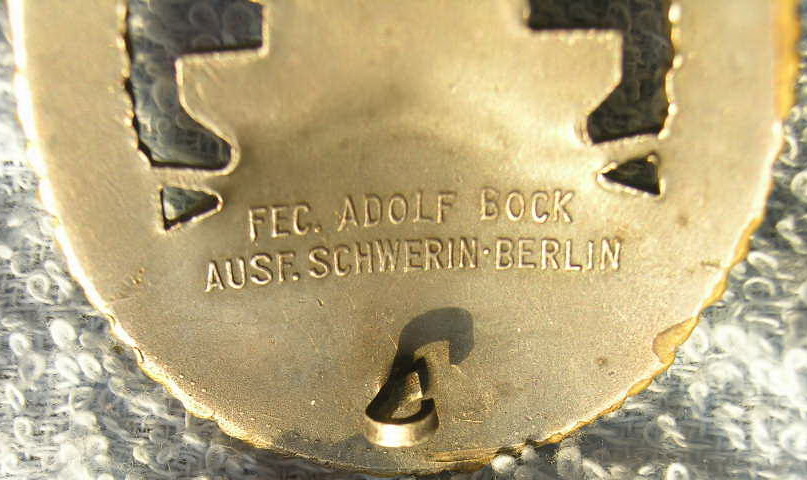 FEC. ADOLF BOCK
AUSF. SCHWERIN·BERLIN